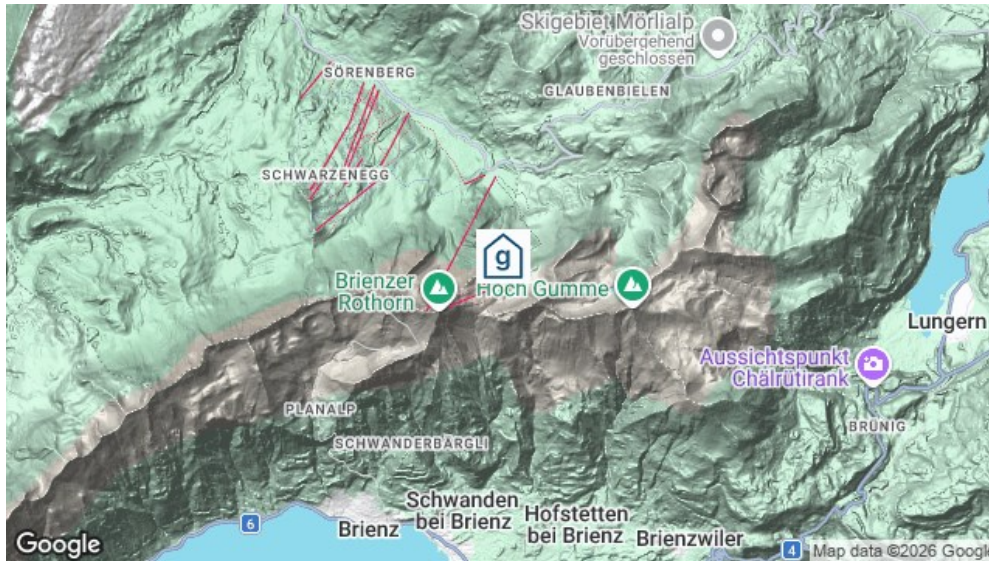 Skigebiet Mörlialp
Vorübergehend
geschlossen
SÖRENBERG
GLAUBENBIELEN
SCHWARZENEGG
g
Brienzer
Rothorn
Hoch Gumme
Lungern
Aussichtspunkt
Chälrütirank
PLANALP
BRÜNIG
SCHWANDERBÄRGLI
Schwanden
bei Brienz
Hofstetten
bei Brienz
6
Brienz
Brienzwiler
4
Google
Map data ©2026 Google